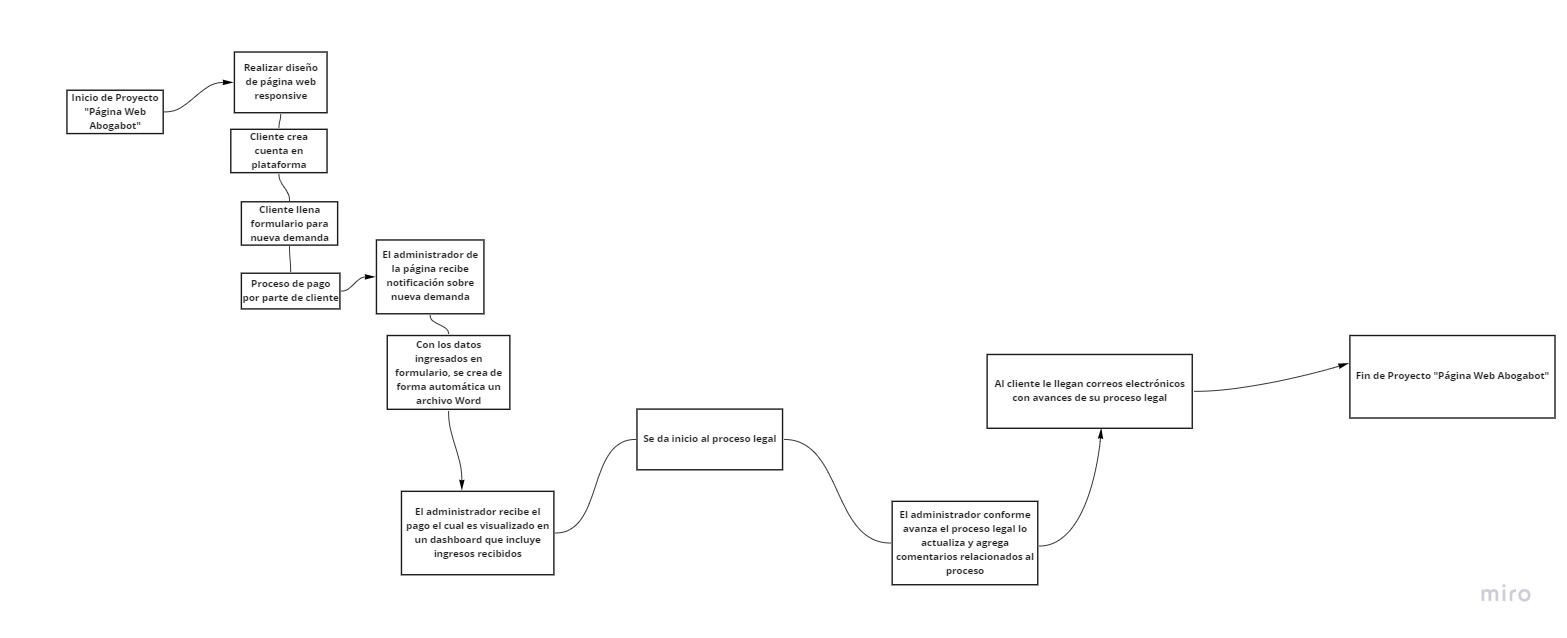 Inicio de Proyecto
"Página Web
Abogabot"
Realizar diseño
de página web
responsive
Cliente crea
cuenta en
plataforma
Cliente llena
formulario para
nueva demanda
Proceso de pago
por parte de cliente
El administrador de
la página recibe
notificación sobre
nueva demanda
Con los datos
ingresados en
formulario, se crea de
forma automática un
archivo Word
El administrador recibe el
pago el cual es visualizado en
un dashboard que incluye
ingresos recibidos
Se da inicio al proceso legal
El administrador conforme
avanza el proceso legal lo
actualiza y agrega
comentarios relacionados al
proceso
Al cliente le llegan correos electrónicos
con avances de su proceso legal
Fin de Proyecto "Página Web Abogabot"
miro